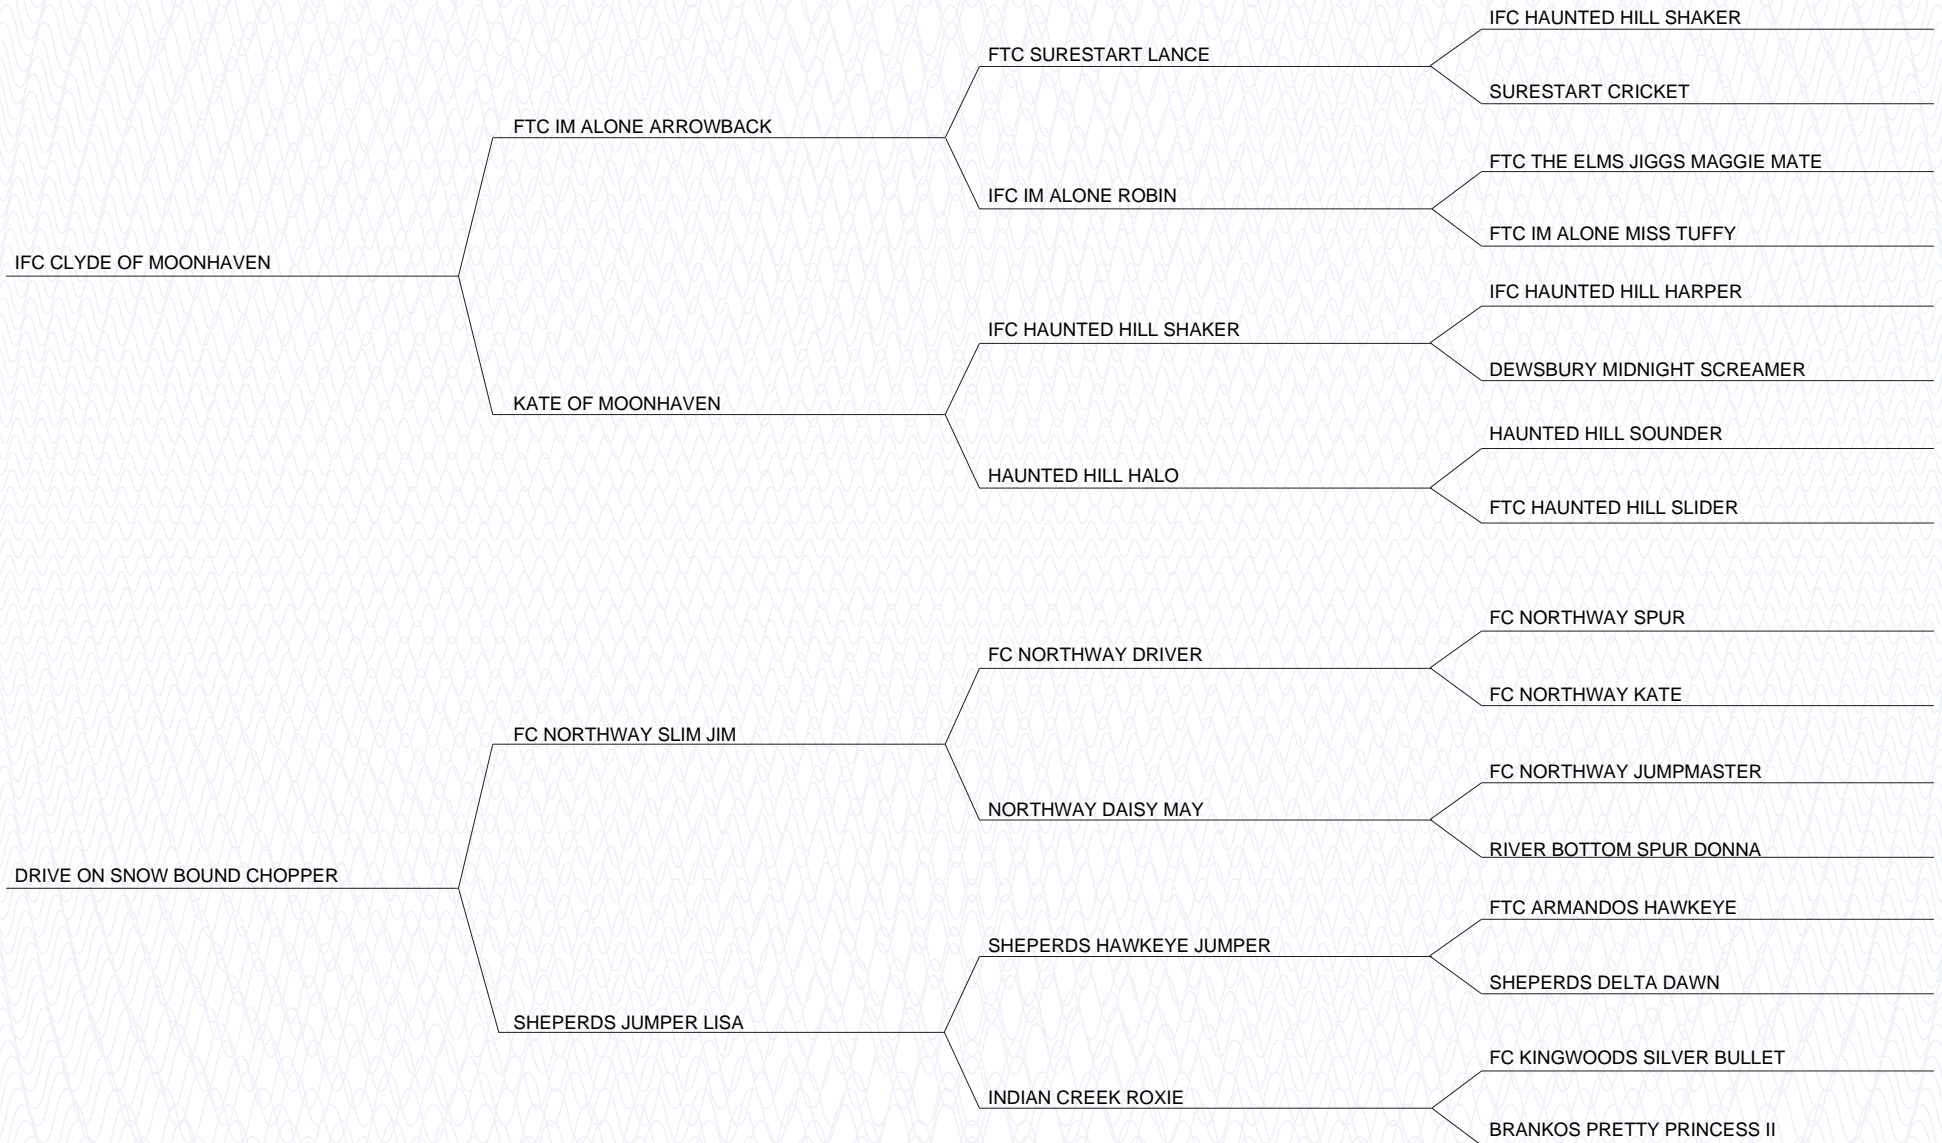 IFC HAUNTED HILL SHAKER
FTC SURESTART LANCE
SURESTART CRICKET
FTC IM ALONE ARROWBACK
FTC THE ELMS JIGGS MAGGIE MATE
IFC IM ALONE ROBIN
FTC IM ALONE MISS TUFFY
IFC CLYDE OF MOONHAVEN
IFC HAUNTED HILL HARPER
IFC HAUNTED HILL SHAKER
DEWSBURY MIDNIGHT SCREAMER
KATE OF MOONHAVEN
HAUNTED HILL SOUNDER
HAUNTED HILL HALO
FTC HAUNTED HILL SLIDER
FC NORTHWAY SPUR
FC NORTHWAY DRIVER
FC NORTHWAY KATE
FC NORTHWAY SLIM JIM
FC NORTHWAY JUMPMASTER
NORTHWAY DAISY MAY
RIVER BOTTOM SPUR DONNA
DRIVE ON SNOW BOUND CHOPPER
FTC ARMANDOS HAWKEYE
SHEPERDS HAWKEYE JUMPER
SHEPERDS DELTA DAWN
SHEPERDS JUMPER LISA
FC KINGWOODS SILVER BULLET
INDIAN CREEK ROXIE
BRANKOS PRETTY PRINCESS II